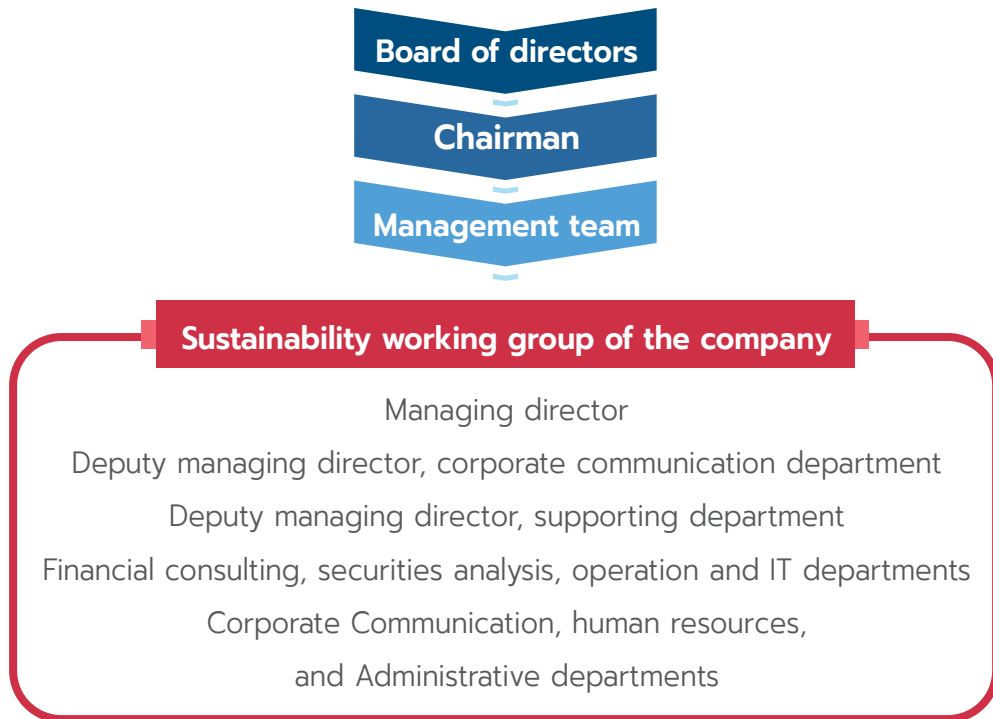 Board of directors
Chairman
Management team
Sustainability working group of the company
Managing director
Deputy managing director, corporate communication department
Deputy managing director, supporting department
Financial consulting, securities analysis, operation and IT departments
Corporate Communication, human resources,
and Administrative departments